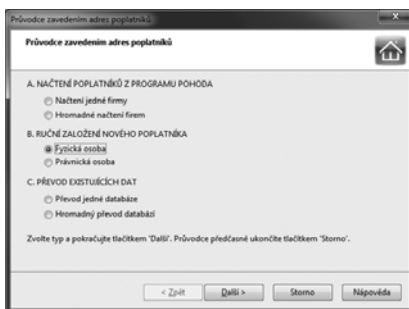 Průvodce zavedením adres poplatníků
Průvodce zavedením adres poplatníků
A. NAČTENÍ POPLATNÍKŮ Z PROGRAMU POHODA
Načtení jedné firmy
Hromadné načtení firem
B. RUČNÍ ZALOŽENÍ NOVÉHO POPLATNÍKA
Fyzická osoba
Právnická osoba
C. PŘEVOD EXISTUJÍCÍCH DAT
Převod jedné databáze
Hromadný převod databází
Zvolte typ a pokračujte tlačítkem 'Další'. Průvodce předčasně ukončíte tlačítkem 'Storno'.
< Zpět Další > Storno Nápověda